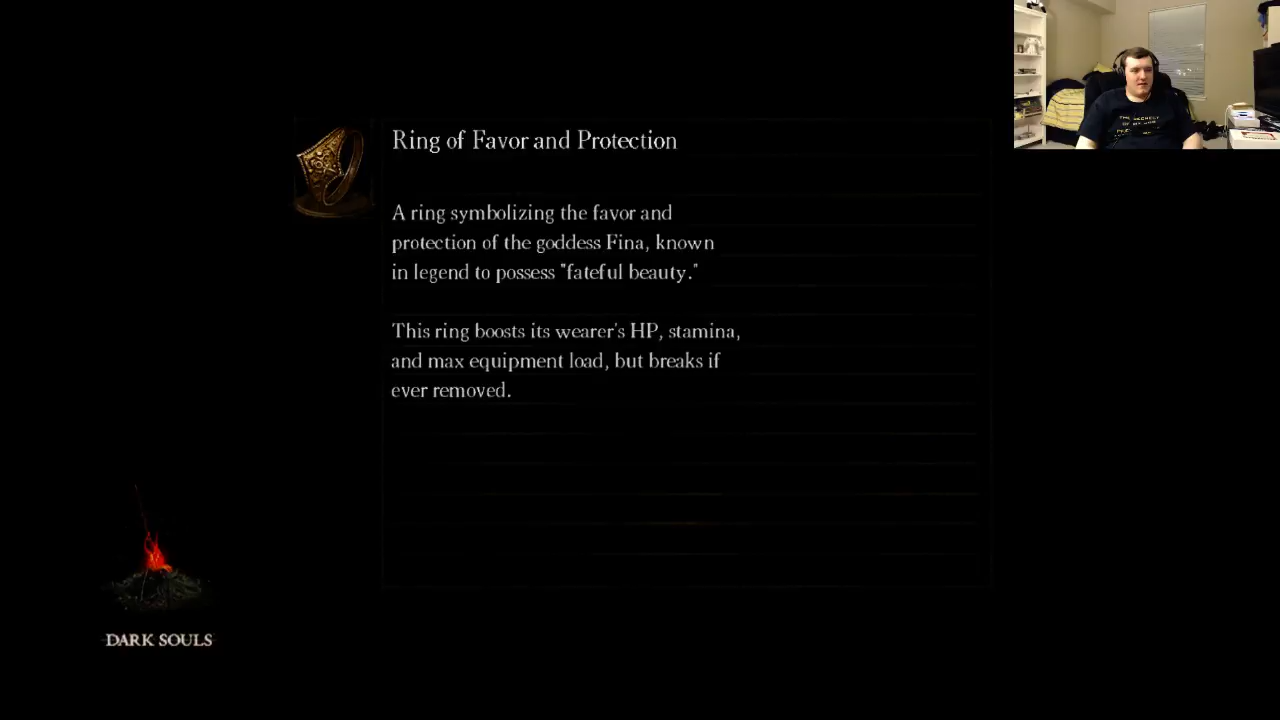 Ring of Favor and Protection
A ring symbolizing the favor and
protection of the goddess Fina, known
in legend to possess "fateful beauty."
This ring boosts its wearer's HP, stamina,
and max equipment load, but breaks if
ever removed.
DARK SOULS
THE